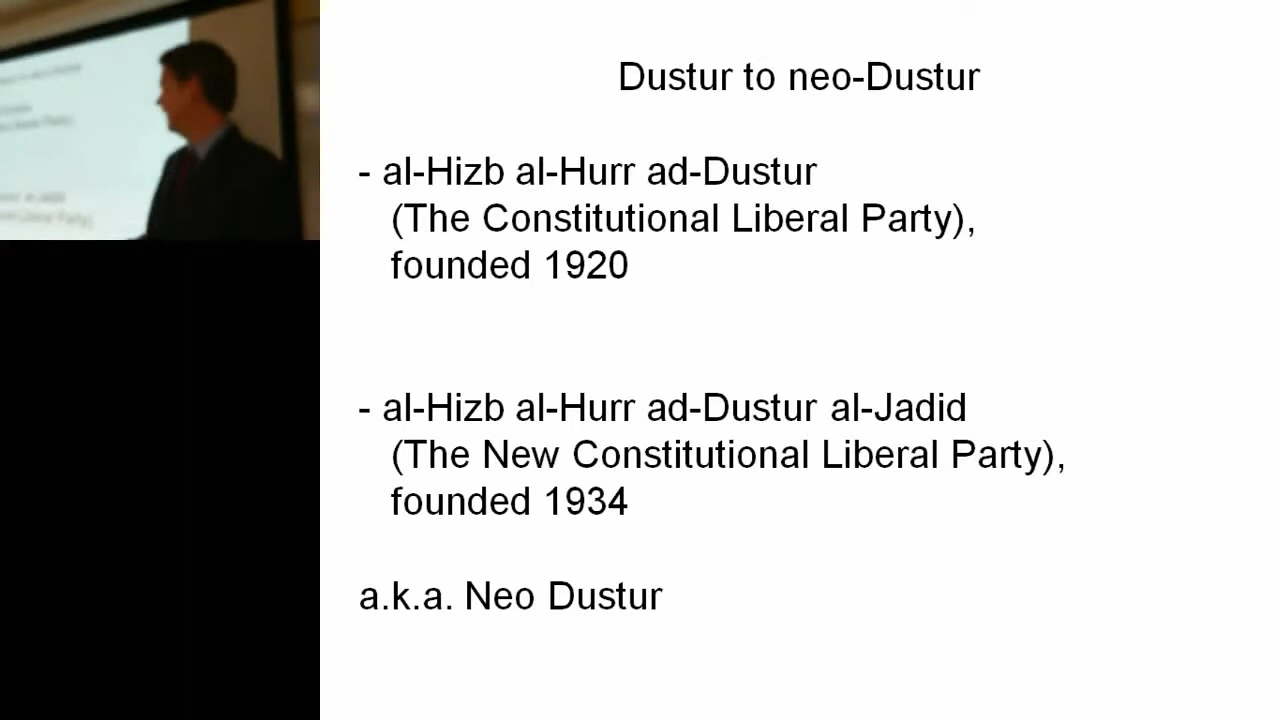 Dustur to neo-Dustur
- al-Hizb al-Hurr ad-Dustur
(The Constitutional Liberal Party),
founded 1920
- al-Hizb al-Hurr ad-Dustur al-Jadid
(The New Constitutional Liberal Party),
founded 1934
a.k.a. Neo Dustur